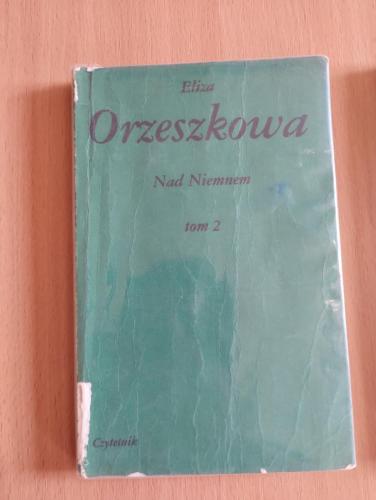 Eliza
Orzeszkowa
Nad Niemnem
tom 2
Czytelnik